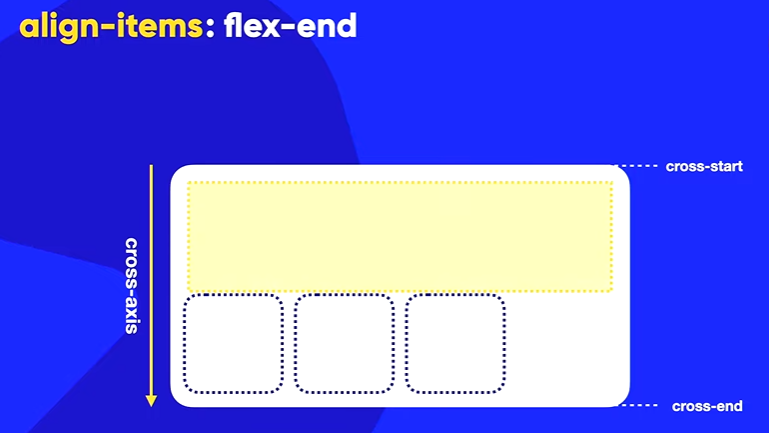 align-items: flex-end
cross-start
cross-axis
cross-end